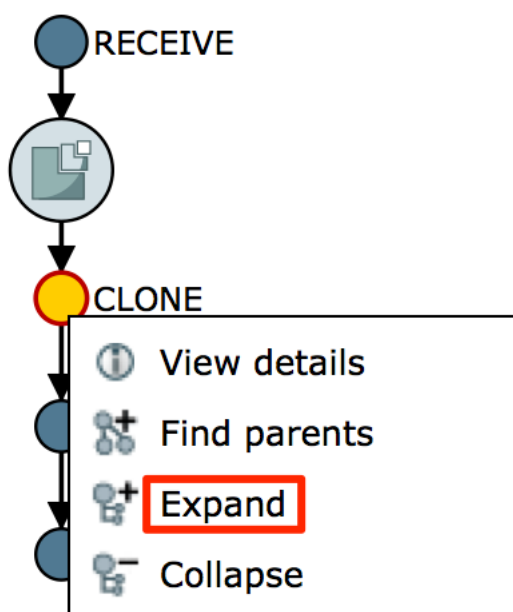 RECEIVE
CLONE
View details
Find parents
Expand
Collapse